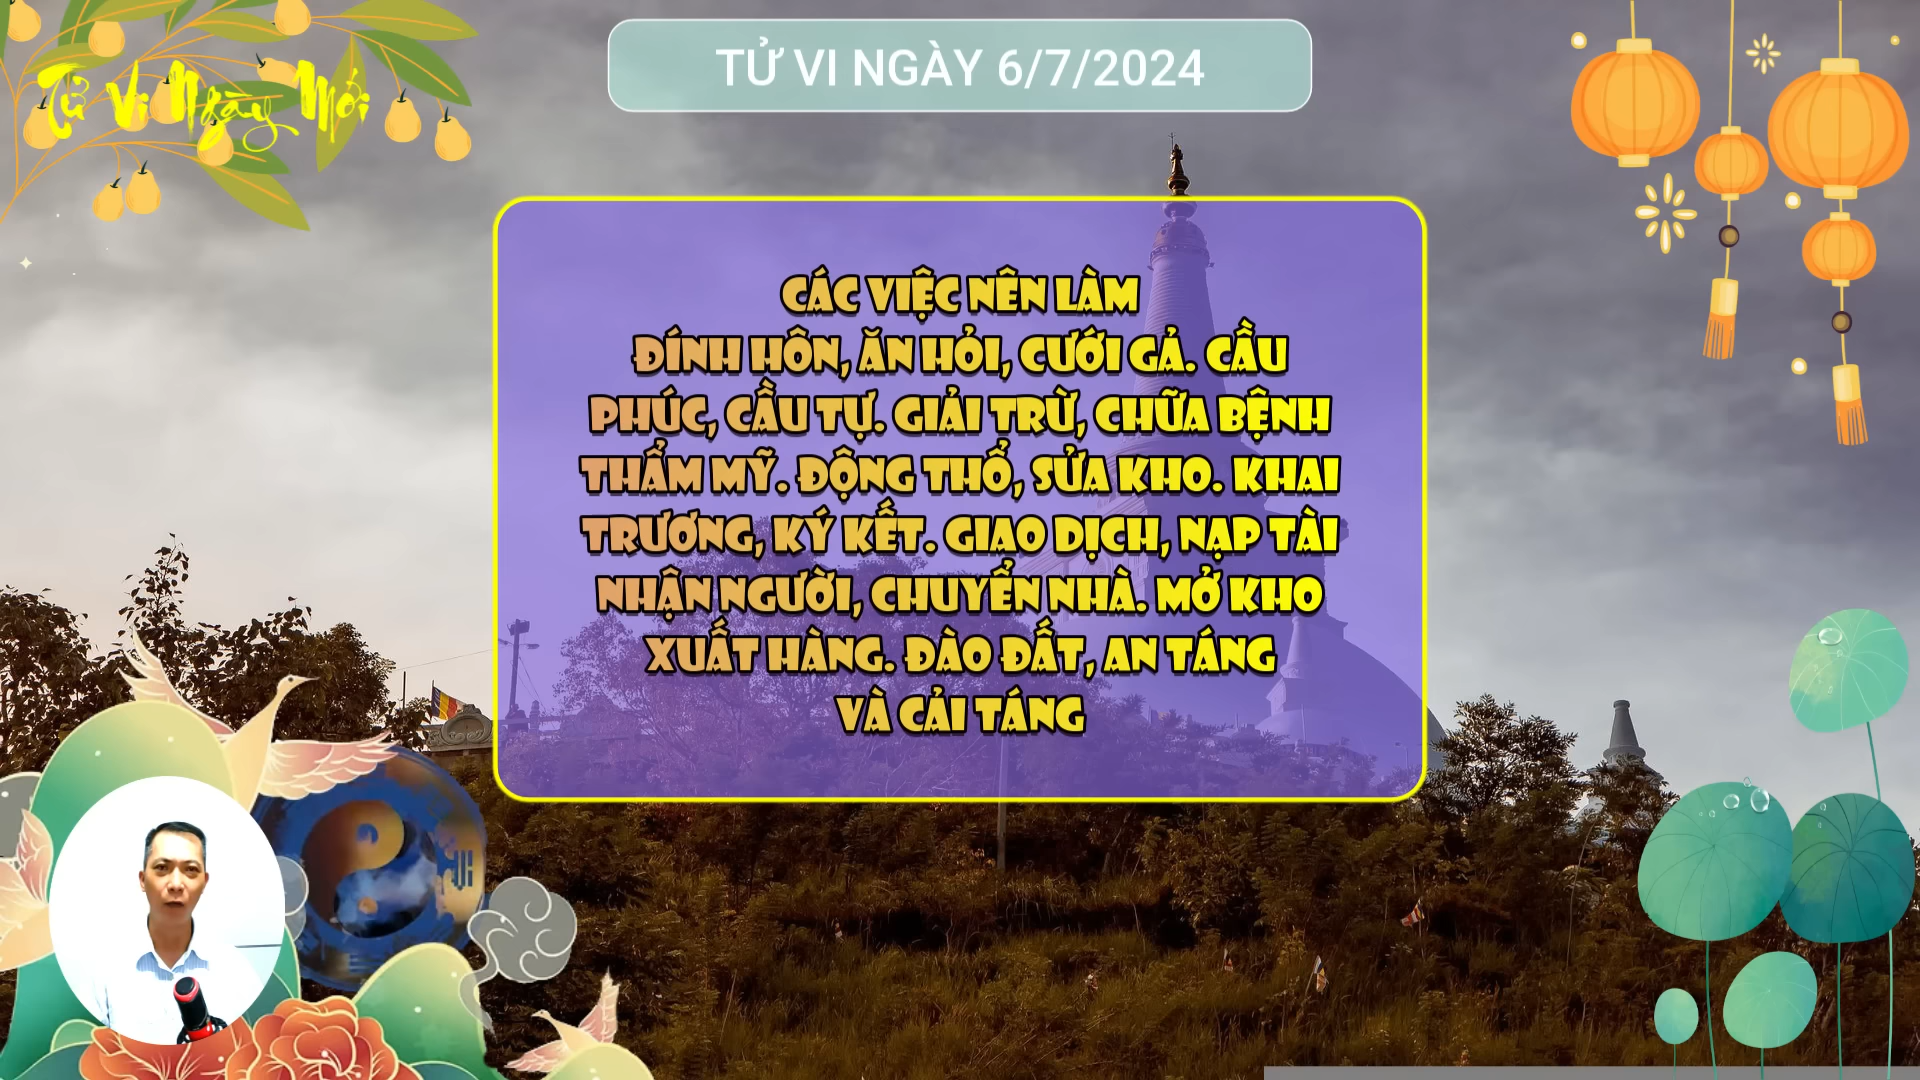 Tử Vi Ngày Mới
TỬ VI NGÀY 6/7/2024
CÁC VIỆC NÊN LÀM
ĐÍNH HÔN, ĂN HỎI, CƯỚI GẢ. CẦU
PHÚC, CẦU TỰ. GIẢI TRỪ, CHỮA BỆNH
THẨM MỸ. ĐỘNG THỔ, SỬA KHO. KHAI
TRƯƠNG, KÝ KẾT. GIAO DỊCH, NẠP TÀI
NHẬN NGƯỜI, CHUYỂN NHÀ. MỞ KHO
XUẤT HÀNG. ĐÀO ĐẤT, AN TÁNG
VÀ CẢI TÁNG